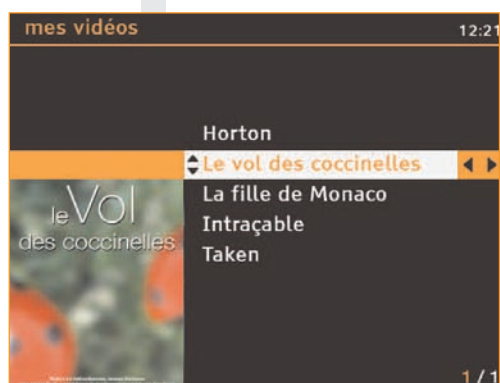 mes vidéos
12:21
Horton
Le vol des coccinelles
La fille de Monaco
Intraçable
Taken
le Vol
des coccinelles
1/1